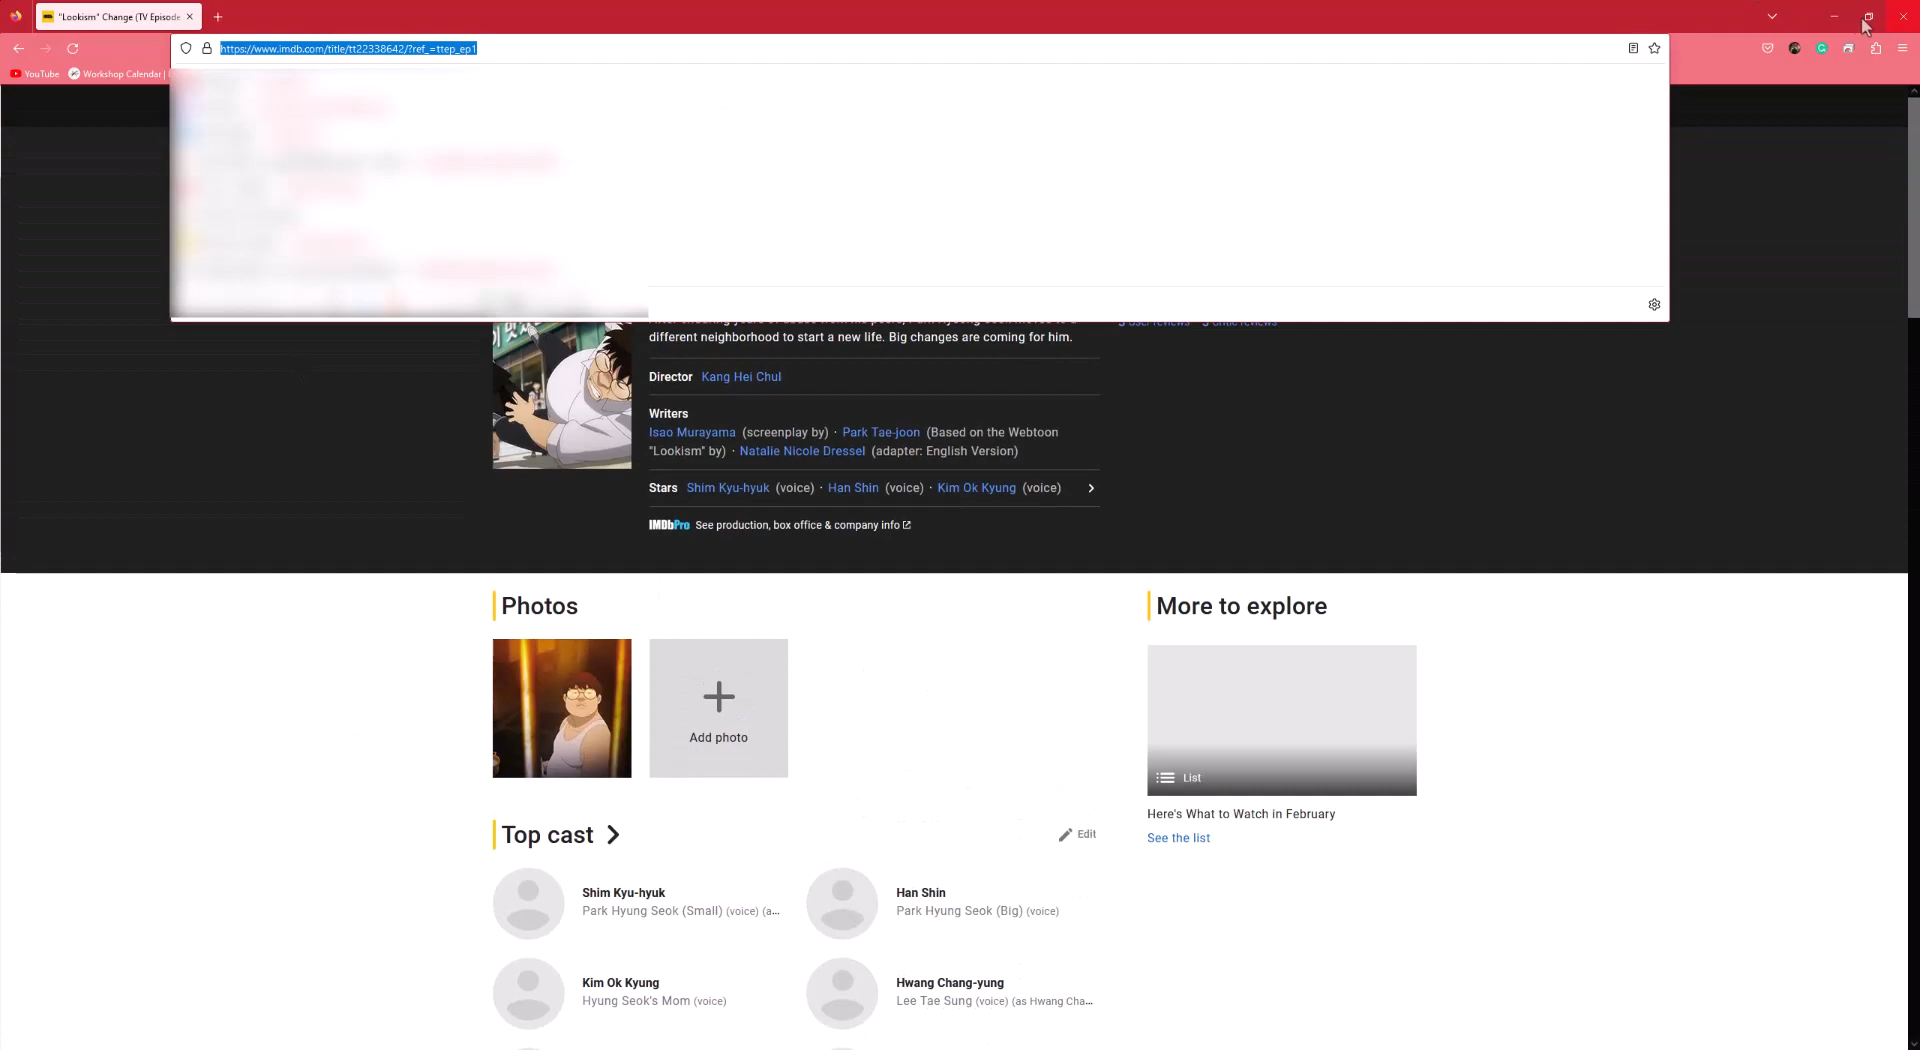 "Lookism" Change (TV Episode
https://www.imdb.com/title/tt22338642/?ref_=ttep_ep1
YouTube
Workshop Calendar |
different neighborhood to start a new life. Big changes are coming for him.
3 User reviews · 3 Critic reviews
Director Kang Hei Chul
Writers
Isao Murayama (screenplay by) · Park Tae-joon (Based on the Webtoon
"Lookism" by) · Natalie Nicole Dressel (adapter: English Version)
Stars Shim Kyu-hyuk (voice) · Han Shin (voice) · Kim Ok Kyung (voice)
IMDbPro See production, box office & company info
Photos
Add photo
More to explore
List
Here's What to Watch in February
See the list
Top cast
Edit
Shim Kyu-hyuk
Park Hyung Seok (Small) (voice) (a...
Han Shin
Park Hyung Seok (Big) (voice)
Kim Ok Kyung
Hyung Seok's Mom (voice)
Hwang Chang-yung
Lee Tae Sung (voice) (as Hwang Cha...